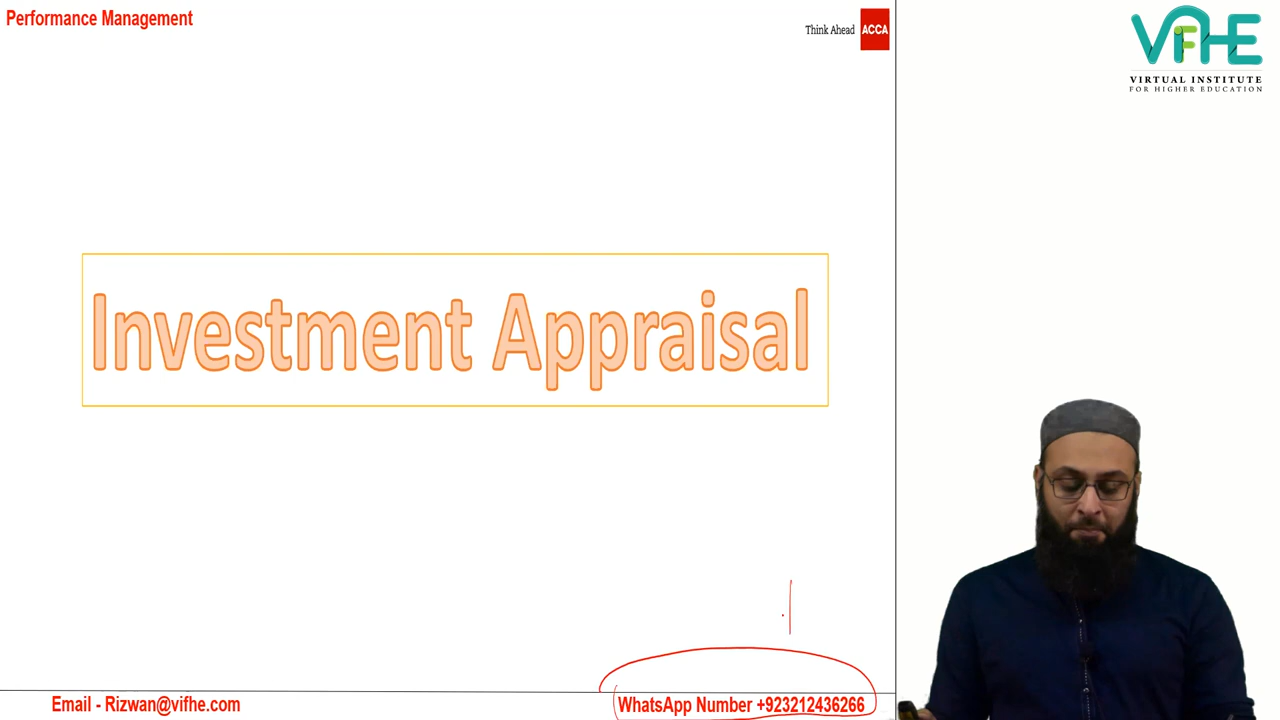 Performance Management
Think Ahead ACCA
VIFHE
VIRTUAL INSTITUTE
FOR HIGHER EDUCATION
Investment Appraisal
Email - Rizwan@vifhe.com
WhatsApp Number +923212436266